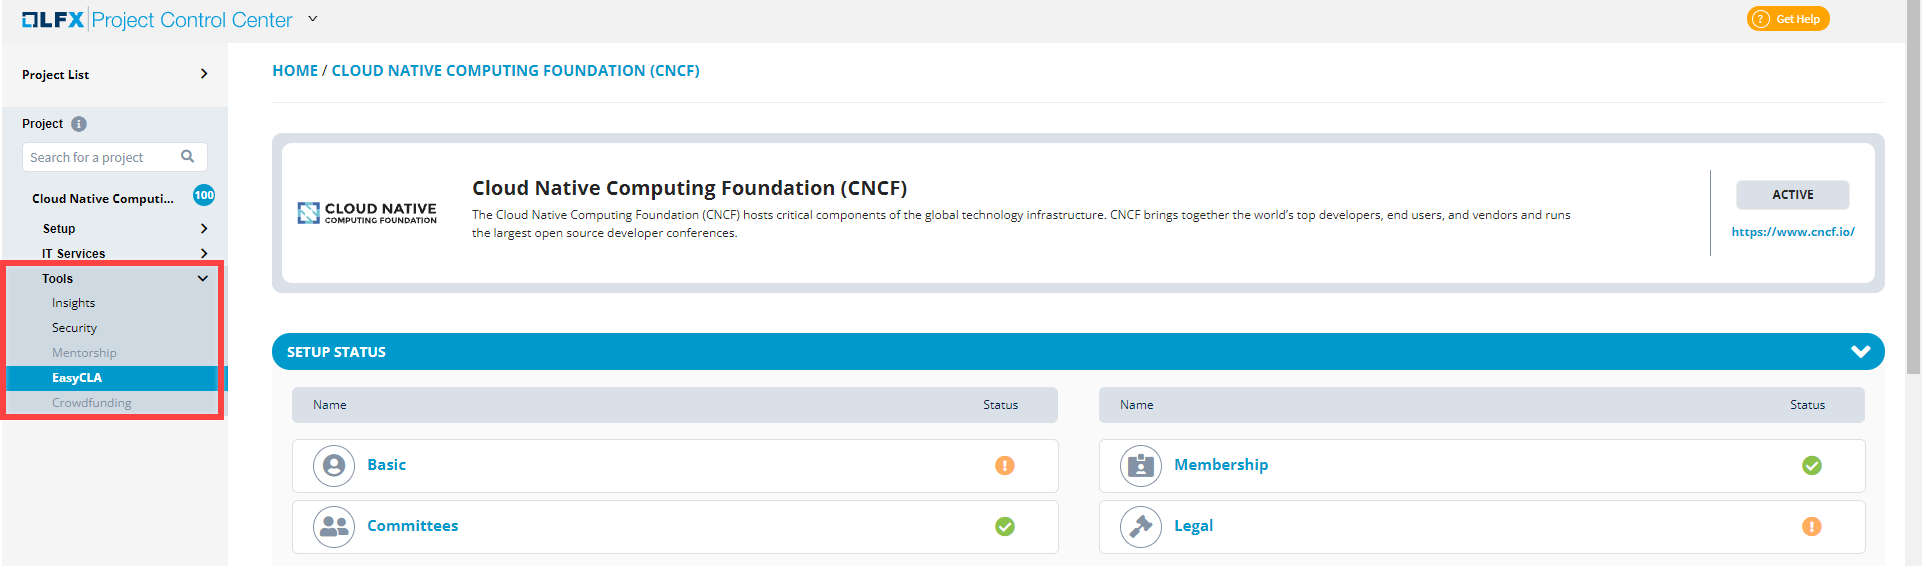 LFX Project Control Center
? Get Help
Project List
HOME / CLOUD NATIVE COMPUTING FOUNDATION (CNCF)
Project i
Search for a project
Cloud Native Computi... 100
Setup
IT Services
Tools
Insights
Security
Mentorship
EasyCLA
Crowdfunding
CLOUD NATIVE
COMPUTING FOUNDATION
Cloud Native Computing Foundation (CNCF)
The Cloud Native Computing Foundation (CNCF) hosts critical components of the global technology infrastructure. CNCF brings together the world’s top developers, end users, and vendors and runs
the largest open source developer conferences.
ACTIVE
https://www.cncf.io/
SETUP STATUS
Name Status
Name Status
Basic !
Membership
Committees
Legal !